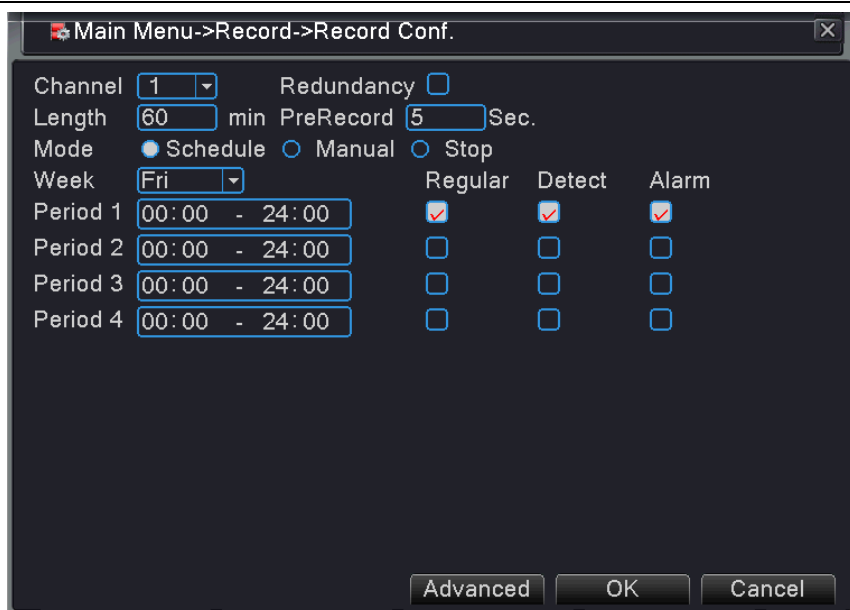 Main Menu->Record->Record Conf.
Channel 1 Redundancy
Length 60 min PreRecord 5 Sec.
Mode Schedule Manual Stop
Week Fri Regular Detect Alarm
Period 1 00:00 - 24:00
Period 2 00:00 - 24:00
Period 3 00:00 - 24:00
Period 4 00:00 - 24:00
Advanced OK Cancel